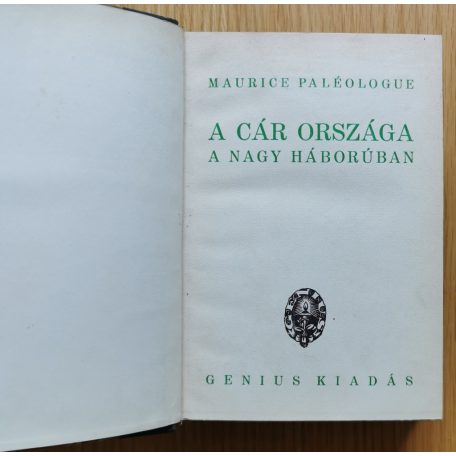 MAURICE PALÉOLOGUE
A CÁR ORSZÁGA
A NAGY HÁBORÚBAN
GENIUS KIADÁS